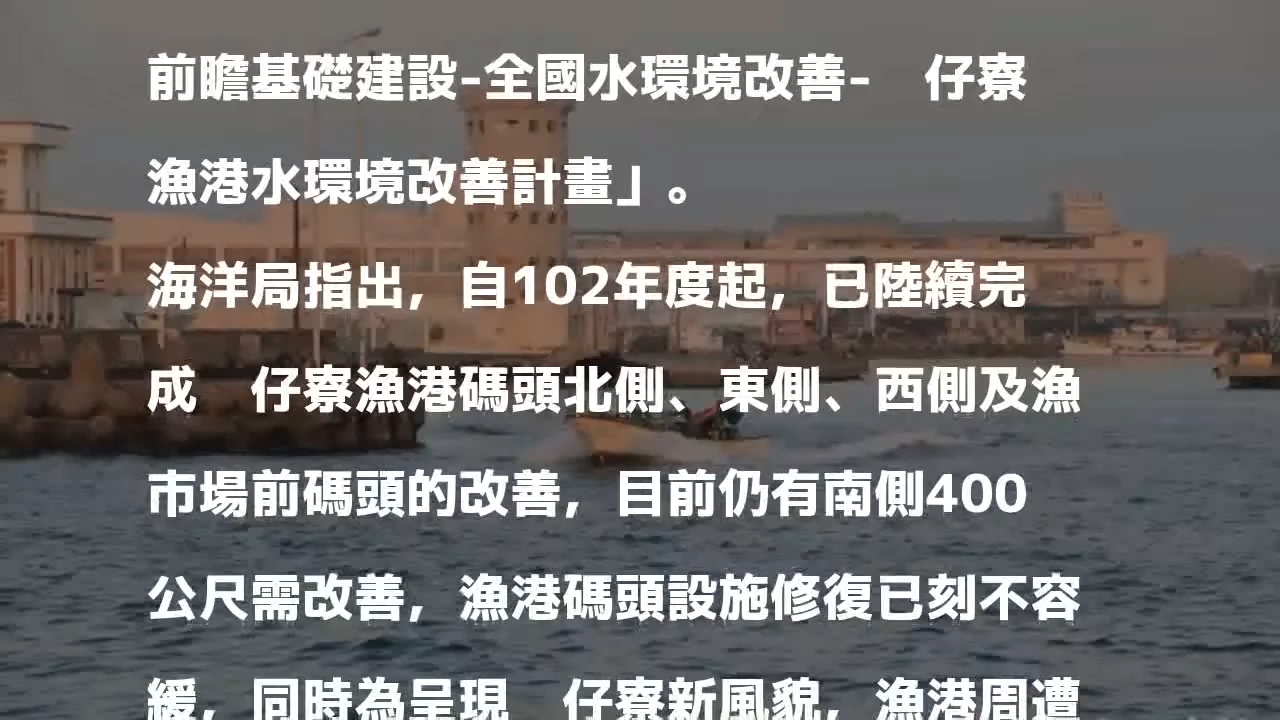 前瞻基礎建設-全國水環境改善-　仔寮
漁港水環境改善計畫」。
海洋局指出，自102年度起，已陸續完
成　仔寮漁港碼頭北側、東側、西側及漁
市場前碼頭的改善，目前仍有南側400
公尺需改善，漁港碼頭設施修復已刻不容
緩，同時為呈現　仔寮新風貌，漁港周遭